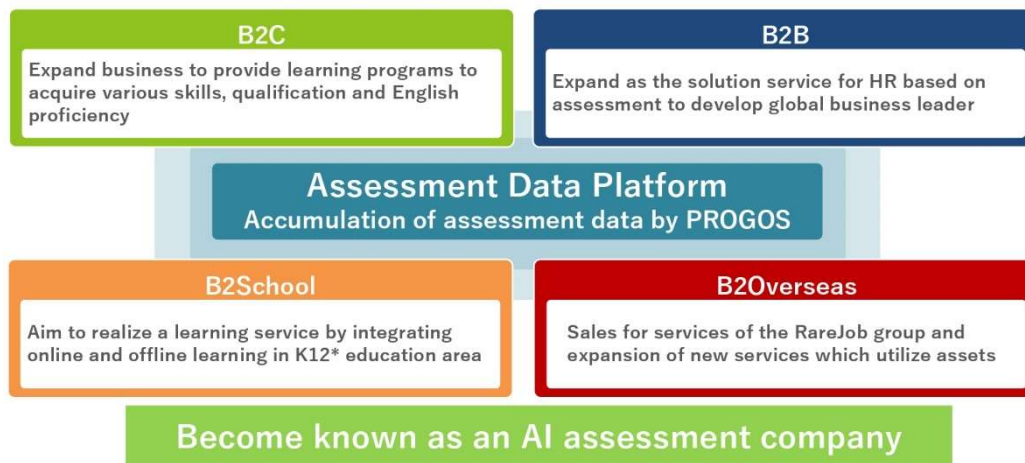 B2C
Expand business to provide learning programs to
acquire various skills, qualification and English
proficiency
B2B
Expand as the solution service for HR based on
assessment to develop global business leader
Assessment Data Platform
Accumulation of assessment data by PROGOS
B2School
Aim to realize a learning service by integrating
online and offline learning in K12* education area
B2Overseas
Sales for services of the RareJob group and
expansion of new services which utilize assets
Become known as an AI assessment company